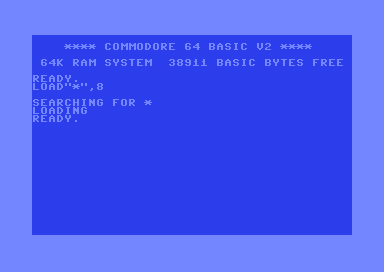 **** COMMODORE 64 BASIC V2 ****
64K RAM SYSTEM  38911 BASIC BYTES FREE
READY.
LOAD"*",8
SEARCHING FOR *
LOADING
READY.